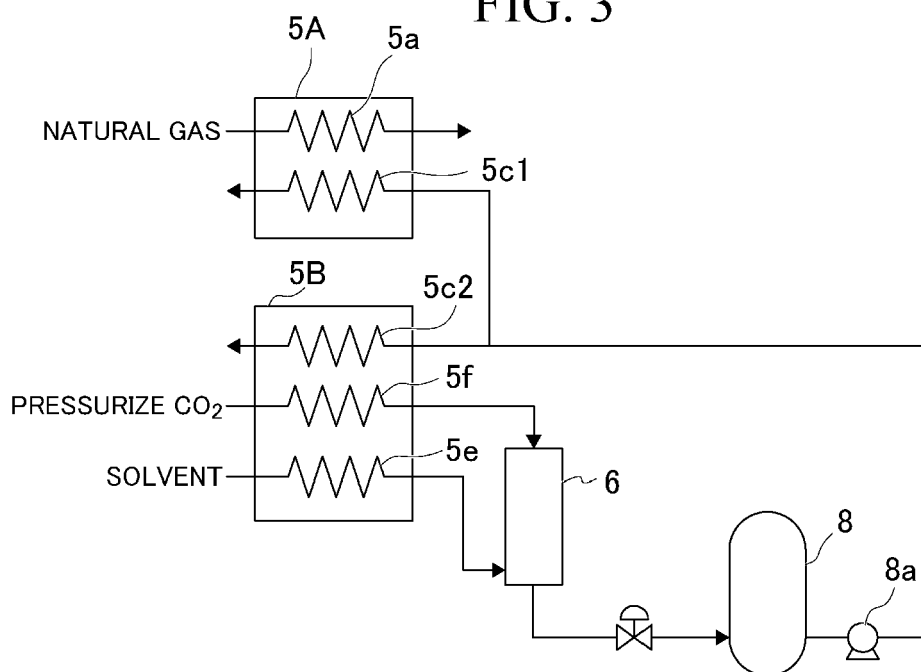 FIG. 3
5A
5a
NATURAL GAS
5c1
5B
5c2
5f
PRESSURIZE CO₂
5e
SOLVENT
6
8
8a